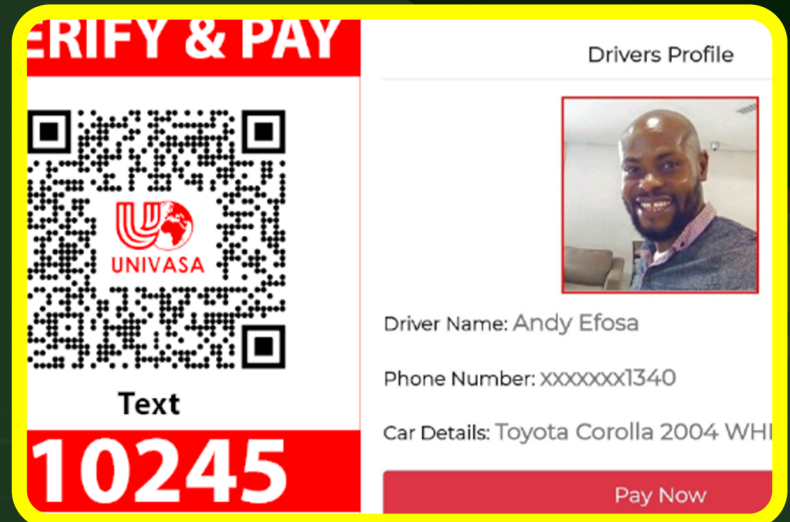 ERIFY & PAY
UNIVASA
Text
10245
Drivers Profile
Driver Name: Andy Efosa
Phone Number: xxxxxxx1340
Car Details: Toyota Corolla 2004 WHI
Pay Now